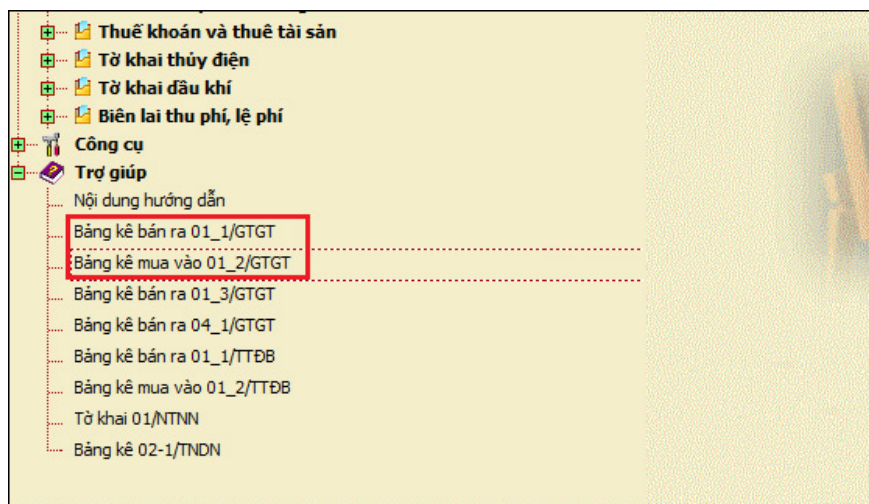 Thuế khoán và thuê tài sản
Tờ khai thủy điện
Tờ khai dầu khí
Biên lai thu phí, lệ phí
Công cụ
Trợ giúp
Nội dung hướng dẫn
Bảng kê bán ra 01_1/GTGT
Bảng kê mua vào 01_2/GTGT
Bảng kê bán ra 01_3/GTGT
Bảng kê bán ra 04_1/GTGT
Bảng kê bán ra 01_1/TTĐB
Bảng kê mua vào 01_2/TTĐB
Tờ khai 01/NTNN
Bảng kê 02-1/TNDN